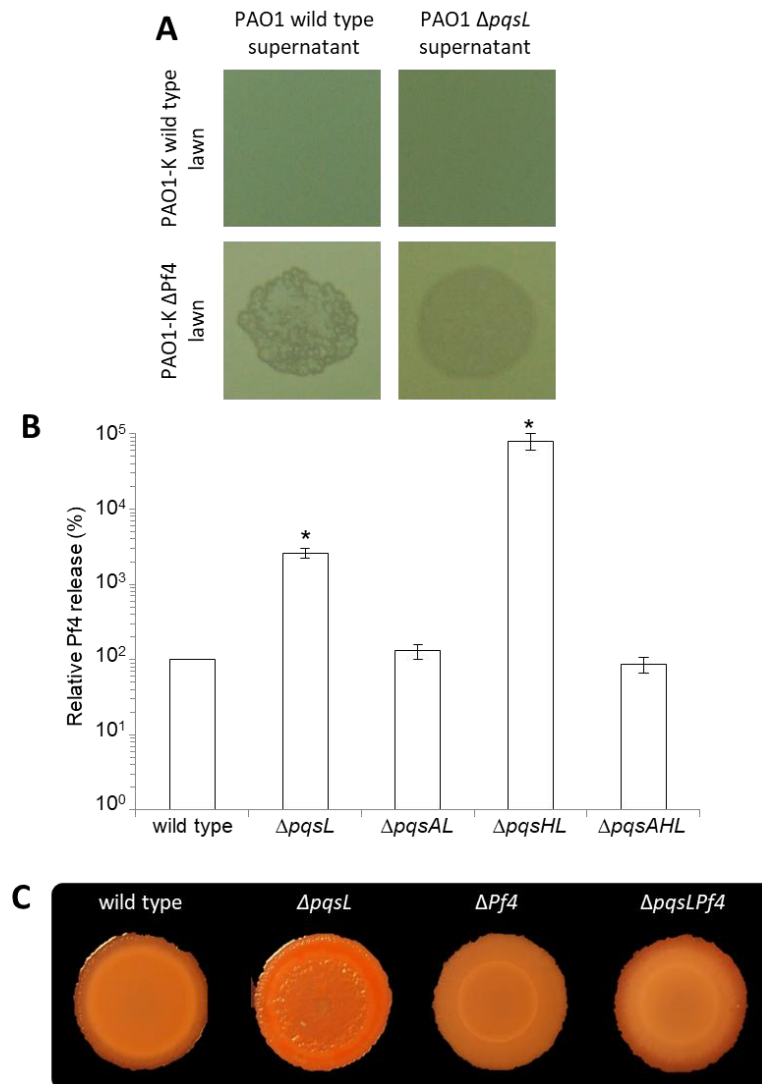 A
PAO1 wild type
supernatant
PAO1 ΔpqsL
supernatant
PAO1-K wild type
lawn
PAO1-K ΔPf4
lawn
B
Relative Pf4 release (%)
10⁵
10⁴
10³
10²
10¹
10⁰
*
*
wild type
ΔpqsL
ΔpqsAL
ΔpqsHL
ΔpqsAHL
C
wild type
ΔpqsL
ΔPf4
ΔpqsLPf4